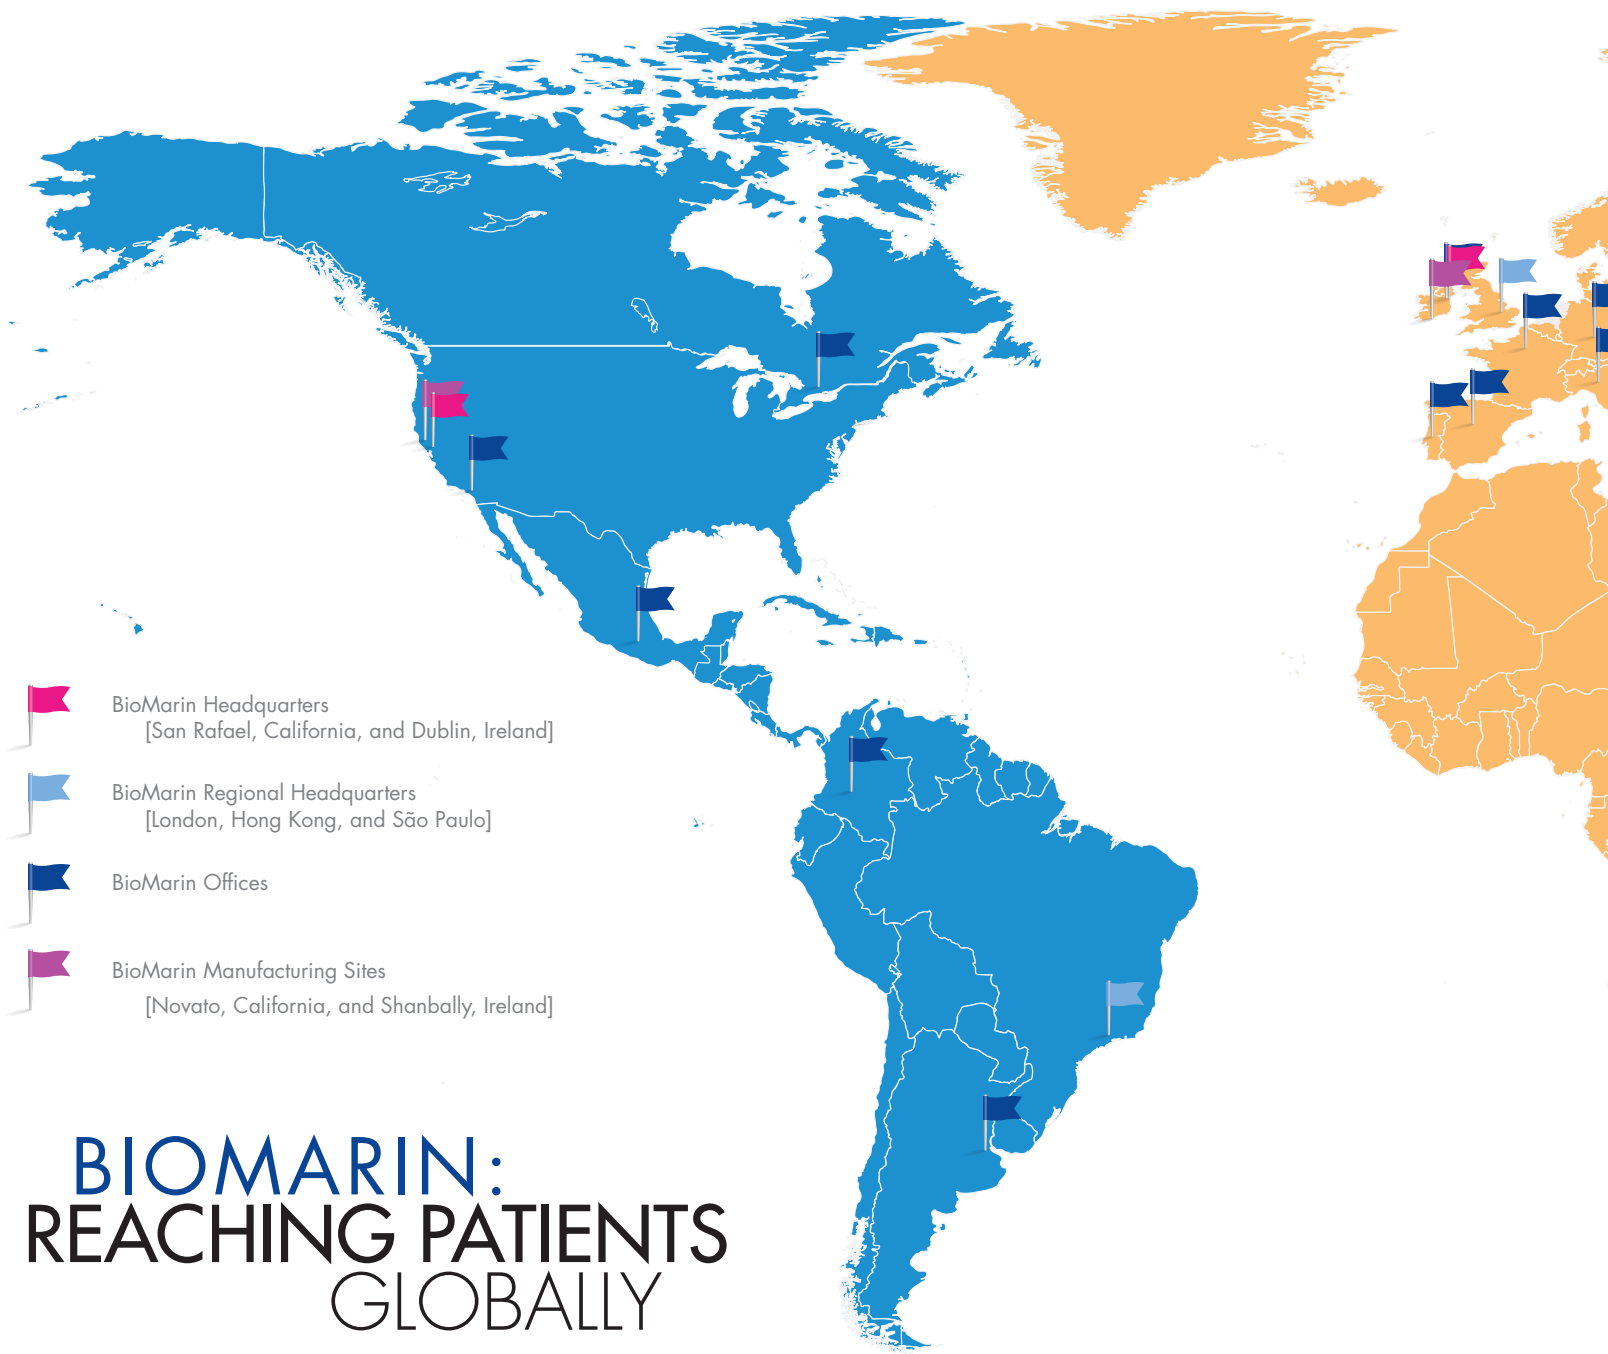 BioMarin Headquarters
[San Rafael, California, and Dublin, Ireland]
BioMarin Regional Headquarters
[London, Hong Kong, and São Paulo]
BioMarin Offices
BioMarin Manufacturing Sites
[Novato, California, and Shanbally, Ireland]
BIOMARIN:
REACHING PATIENTS
GLOBALLY